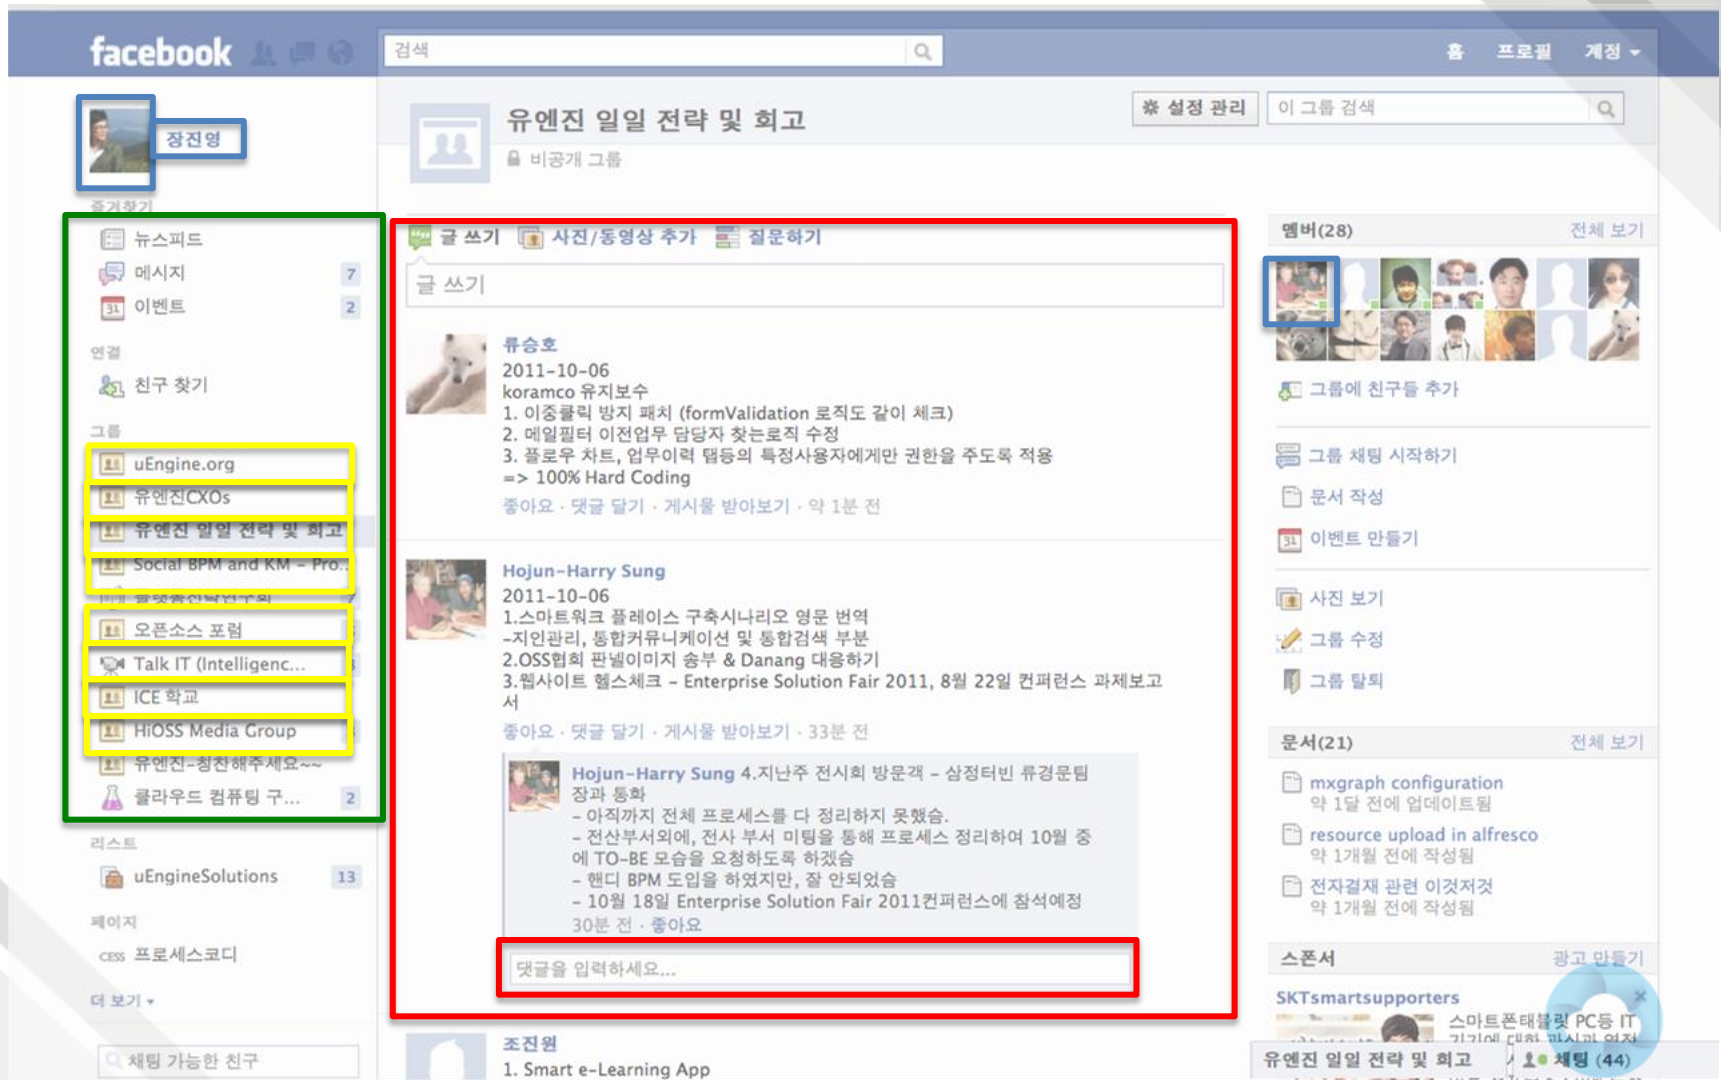 facebook
검색
홈 프로필 계정
장진영
즐겨찾기
뉴스피드
메시지 7
이벤트 2
연결
친구 찾기
그룹
uEngine.org
유엔진CXOs
유엔진 일일 전략 및 회고
Social BPM and KM – Pro...
플랫폼전략연구회 7
오픈소스 포럼
Talk IT (Intelligenc...
ICE 학교
HiOSS Media Group
유엔진-칭찬해주세요~~
클라우드 컴퓨팅 구... 2
리스트
uEngineSolutions 13
페이지
CESS 프로세스코디
더 보기
채팅 가능한 친구
유엔진 일일 전략 및 회고
비공개 그룹
설정 관리
이 그룹 검색
글 쓰기 사진/동영상 추가 질문하기
글 쓰기
류승호
2011-10-06
koramco 유지보수
1. 이중클릭 방지 패치 (formValidation 로직도 같이 체크)
2. 메일필터 이전업무 담당자 찾는로직 수정
3. 플로우 차트, 업무이력 탭등의 특정사용자에게만 권한을 주도록 적용
=> 100% Hard Coding
좋아요 · 댓글 달기 · 게시물 받아보기 · 약 1분 전
Hojun-Harry Sung
2011-10-06
1.스마트워크 플레이스 구축시나리오 영문 번역
-지인관리, 통합커뮤니케이션 및 통합검색 부분
2.OSS협회 판넬이미지 송부 & Danang 대응하기
3.웹사이트 헬스체크 – Enterprise Solution Fair 2011, 8월 22일 컨퍼런스 과제보고
서
좋아요 · 댓글 달기 · 게시물 받아보기 · 33분 전
Hojun-Harry Sung 4.지난주 전시회 방문객 – 삼정터빈 류경문팀
장과 통화
– 아직까지 전체 프로세스를 다 정리하지 못했슴.
– 전산부서외에, 전사 부서 미팅을 통해 프로세스 정리하여 10월 중
에 TO-BE 모습을 요청하도록 하겠슴
– 핸디 BPM 도입을 하였지만, 잘 안되었슴
– 10월 18일 Enterprise Solution Fair 2011컨퍼런스에 참석예정
30분 전 · 좋아요
댓글을 입력하세요...
조진원
1. Smart e-Learning App
멤버(28) 전체 보기
그룹에 친구들 추가
그룹 채팅 시작하기
문서 작성
31 이벤트 만들기
사진 보기
그룹 수정
그룹 탈퇴
문서(21) 전체 보기
mxgraph configuration
약 1달 전에 업데이트됨
resource upload in alfresco
약 1개월 전에 작성됨
전자결재 관련 이것저것
약 1개월 전에 작성됨
스폰서 광고 만들기
SKTsmartsupporters
스마트폰태블릿 PC등 IT
기기에 대한 관심과 열정
유엔진 일일 전략 및 회고
채팅 (44)